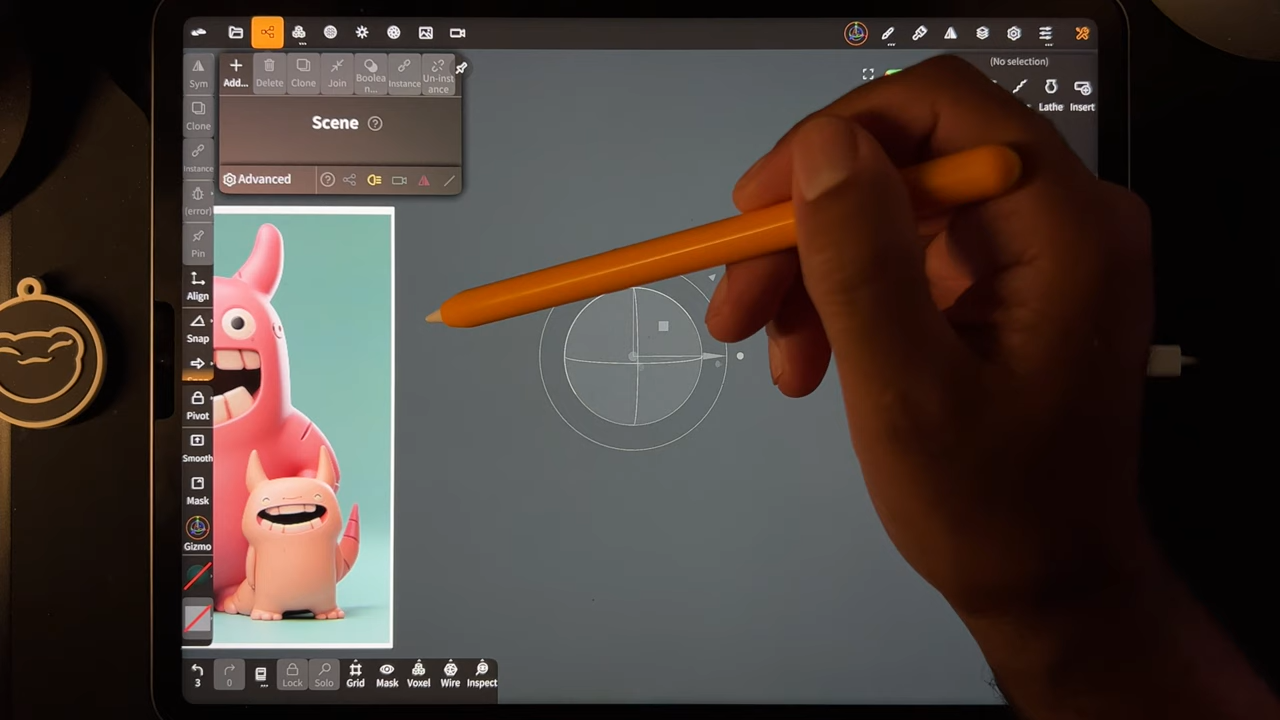 (No selection)
Sym
Add...
Delete
Clone
Join
Boolea
n...
Instance
Un-inst
ance
Lathe
Insert
Clone
Scene ?
Instance
Advanced
?
(error)
Pin
Align
Snap
Pivot
Smooth
Mask
Gizmo
3
0
Lock
Solo
Grid
Mask
Voxel
Wire
Inspect